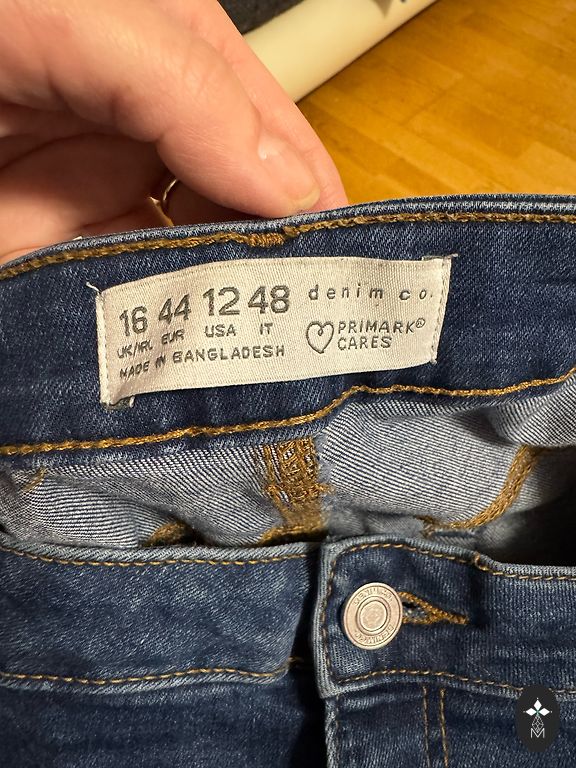 16 44 12 48 denim co.
UK/IRL EUR USA IT
MADE IN BANGLADESH
PRIMARK®
CARES
M